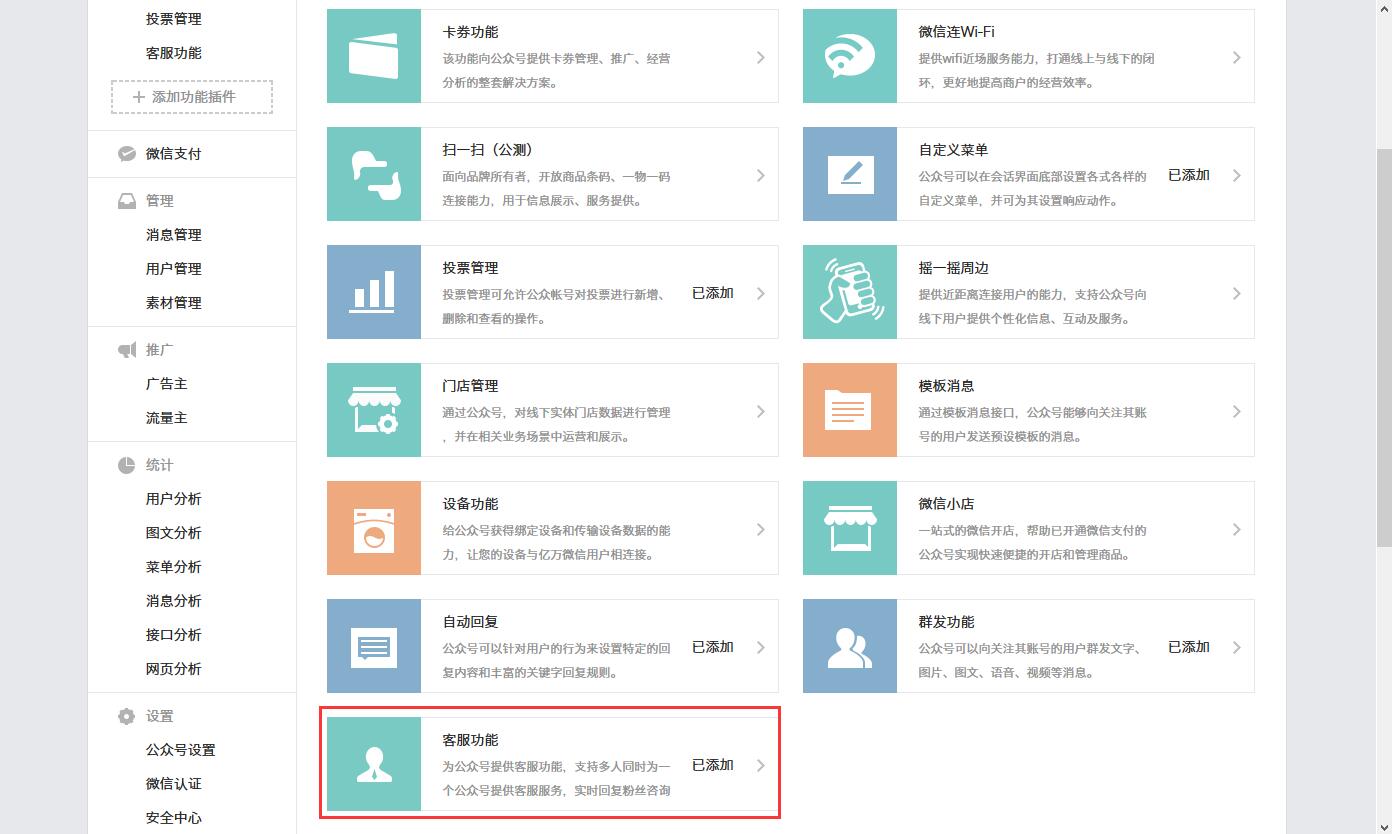 投票管理
客服功能
添加功能插件
微信支付
管理
消息管理
用户管理
素材管理
推广
广告主
流量主
统计
用户分析
图文分析
菜单分析
消息分析
接口分析
网页分析
设置
公众号设置
微信认证
安全中心
卡券功能
该功能向公众号提供卡券管理、推广、经营
分析的整套解决方案。
微信连Wi-Fi
提供wifi近场服务能力，打通线上与线下的闭
环，更好地提高商户的经营效率。
扫一扫（公测）
面向品牌所有者，开放商品条码、一物一码
连接能力，用于信息展示、服务提供。
自定义菜单
公众号可以在会话界面底部设置各式各样的
自定义菜单，并可为其设置响应动作。
已添加
投票管理
投票管理可允许公众帐号对投票进行新增、
删除和查看的操作。
已添加
摇一摇周边
提供近距离连接用户的能力，支持公众号向
线下用户提供个性化信息、互动及服务。
门店管理
通过公众号，对线下实体门店数据进行管理
，并在相关业务场景中运营和展示。
模板消息
通过模板消息接口，公众号能够向关注其账
号的用户发送预设模板的消息。
设备功能
给公众号获得绑定设备和传输设备数据的能
力，让您的设备与亿万微信用户相连接。
微信小店
一站式的微信开店，帮助已开通微信支付的
公众号实现快速便捷的开店和管理商品。
自动回复
公众号可以针对用户的行为来设置特定的回
复内容和丰富的关键字回复规则。
已添加
群发功能
公众号可以向关注其账号的用户群发文字、
图片、图文、语音、视频等消息。
已添加
客服功能
为公众号提供客服功能，支持多人同时为一
个公众号提供客服服务，实时回复粉丝咨询
已添加